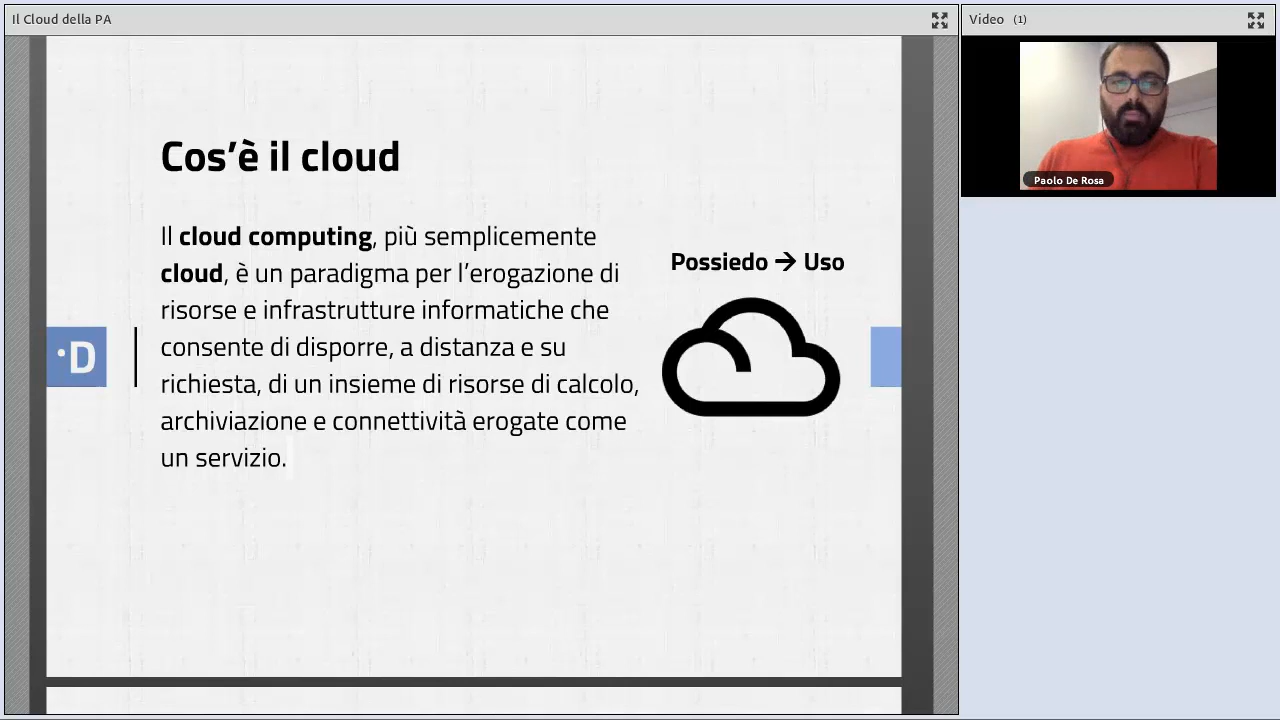 Il Cloud della PA
Video (1)
Paolo De Rosa
Cos’è il cloud
Il cloud computing, più semplicemente
cloud, è un paradigma per l’erogazione di
risorse e infrastrutture informatiche che
consente di disporre, a distanza e su
richiesta, di un insieme di risorse di calcolo,
archiviazione e connettività erogate come
un servizio.
Possiedo → Uso
·D